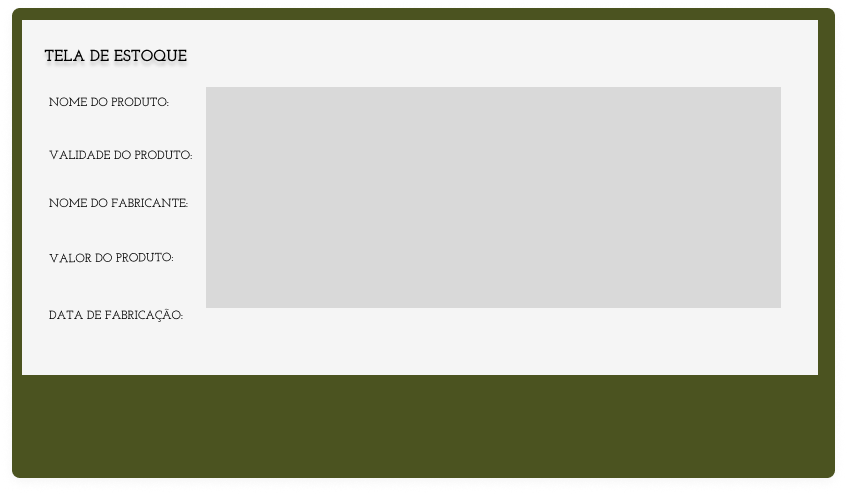 TELA DE ESTOQUE
NOME DO PRODUTO:
VALIDADE DO PRODUTO:
NOME DO FABRICANTE:
VALOR DO PRODUTO:
DATA DE FABRICAÇÃO: